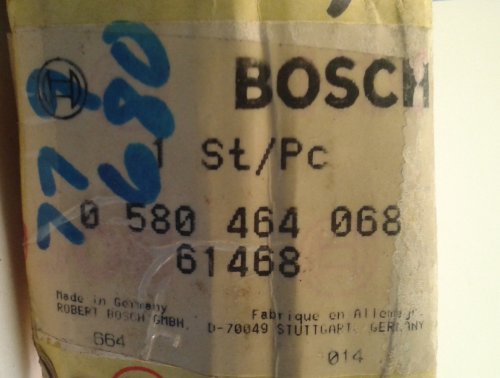 BOSCH
1 St/Pc
0 580 464 068
61468
Made in Germany
ROBERT BOSCH GMBH,
Fabrique en Allemagne
D-70049 STUTTGART, GERMANY
664
014
680